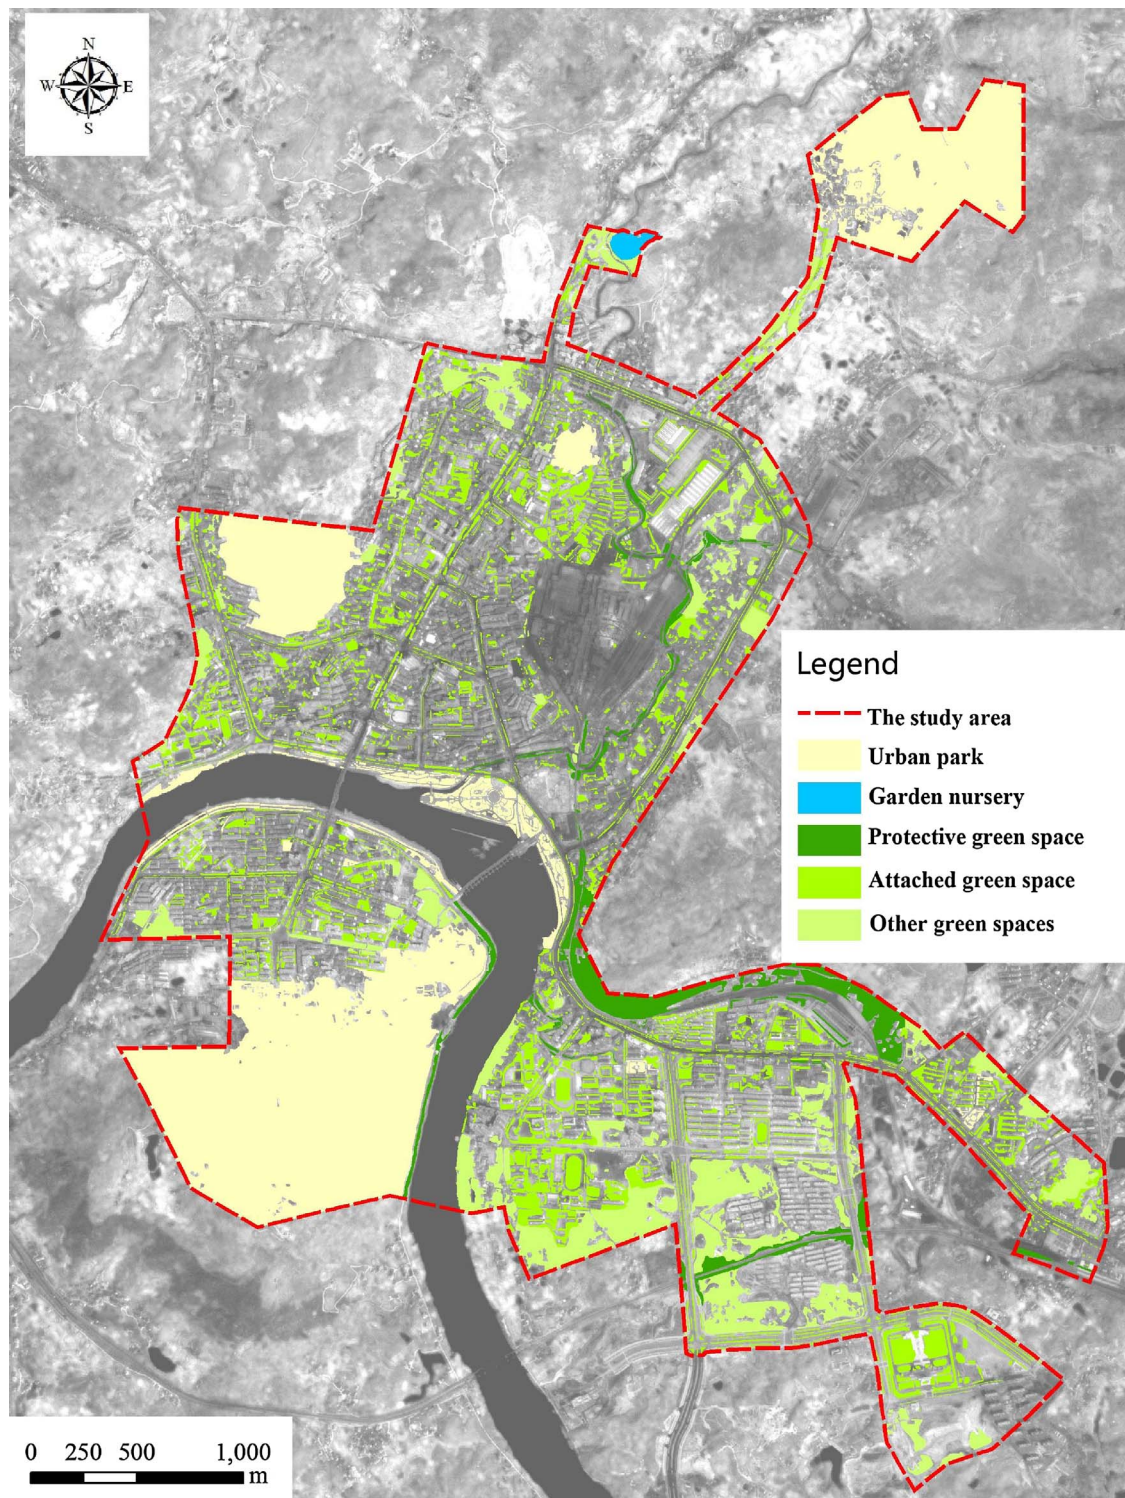 N
W E
S
Legend
The study area
Urban park
Garden nursery
Protective green space
Attached green space
Other green spaces
0 250 500 1,000
m